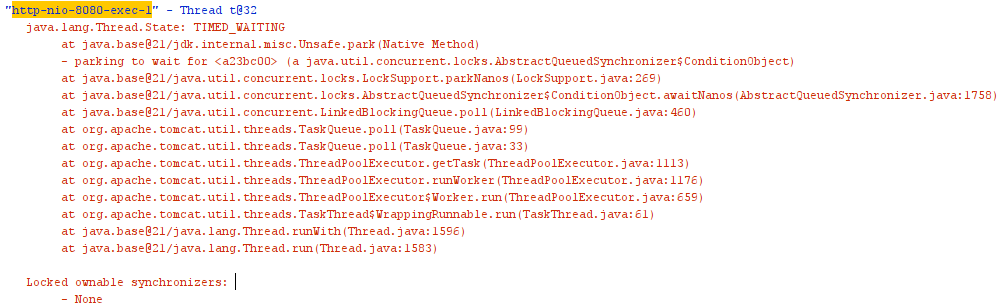 "http-nio-8080-exec-1" - Thread t@32
java.lang.Thread.State: TIMED_WAITING
at java.base@21/jdk.internal.misc.Unsafe.park(Native Method)
- parking to wait for <a23bc00> (a java.util.concurrent.locks.AbstractQueuedSynchronizer$ConditionObject)
at java.base@21/java.util.concurrent.locks.LockSupport.parkNanos(LockSupport.java:269)
at java.base@21/java.util.concurrent.locks.AbstractQueuedSynchronizer$ConditionObject.awaitNanos(AbstractQueuedSynchronizer.java:1758)
at java.base@21/java.util.concurrent.LinkedBlockingQueue.poll(LinkedBlockingQueue.java:460)
at org.apache.tomcat.util.threads.TaskQueue.poll(TaskQueue.java:99)
at org.apache.tomcat.util.threads.TaskQueue.poll(TaskQueue.java:33)
at org.apache.tomcat.util.threads.ThreadPoolExecutor.getTask(ThreadPoolExecutor.java:1113)
at org.apache.tomcat.util.threads.ThreadPoolExecutor.runWorker(ThreadPoolExecutor.java:1176)
at org.apache.tomcat.util.threads.ThreadPoolExecutor$Worker.run(ThreadPoolExecutor.java:659)
at org.apache.tomcat.util.threads.TaskThread$WrappingRunnable.run(TaskThread.java:61)
at java.base@21/java.lang.Thread.runWith(Thread.java:1596)
at java.base@21/java.lang.Thread.run(Thread.java:1583)
Locked ownable synchronizers:
- None